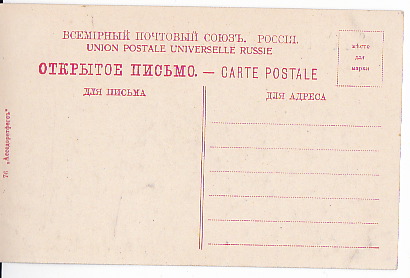 ВСЕМІРНЫЙ ПОЧТОВЫЙ СОЮЗЪ. РОССІЯ.
UNION POSTALE UNIVERSELLE RUSSIE
ОТКРЫТОЕ ПИСЬМО. — CARTE POSTALE
мѣсто
для
марки
ДЛЯ ПИСЬМА
ДЛЯ АДРЕСА